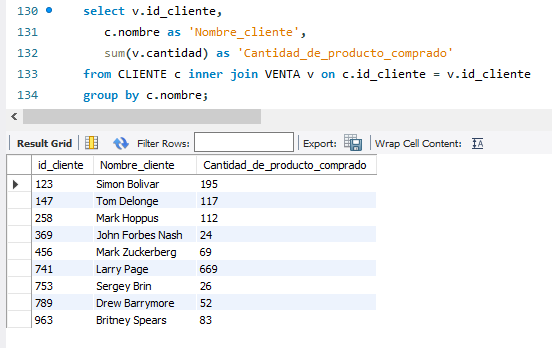 130 select v.id_cliente,
131 c.nombre as 'Nombre_cliente',
132 sum(v.cantidad) as 'Cantidad_de_producto_comprado'
133 from CLIENTE c inner join VENTA v on c.id_cliente = v.id_cliente
134 group by c.nombre;
Result Grid Filter Rows: Export: Wrap Cell Content:
id_cliente Nombre_cliente Cantidad_de_producto_comprado
123 Simon Bolivar 195
147 Tom Delonge 117
258 Mark Hoppus 112
369 John Forbes Nash 24
456 Mark Zuckerberg 69
741 Larry Page 669
753 Sergey Brin 26
789 Drew Barrymore 52
963 Britney Spears 83